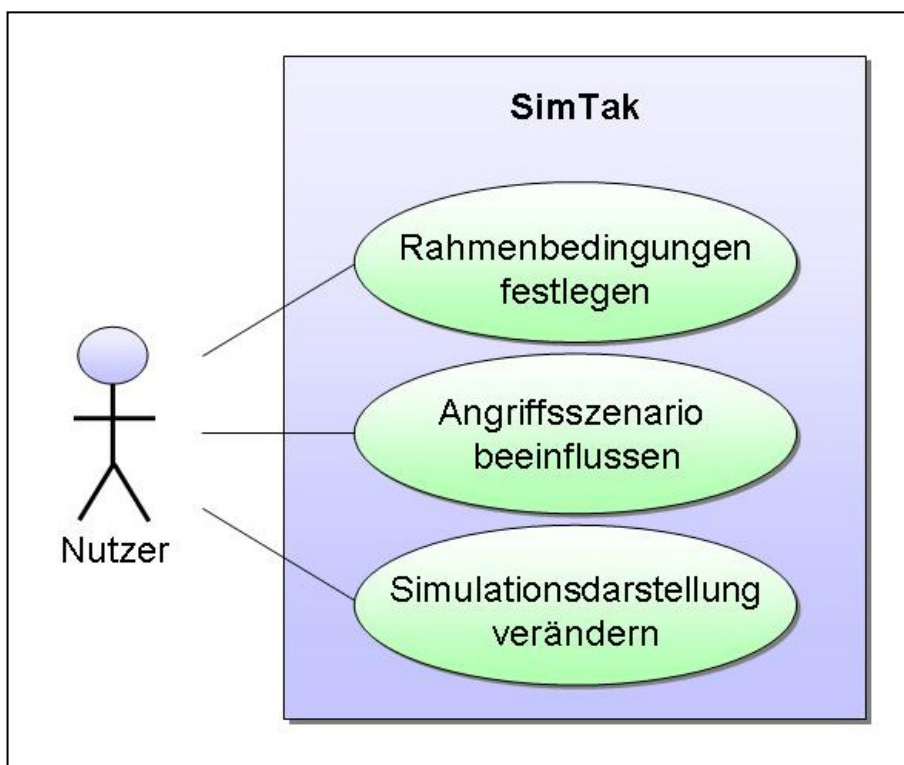 SimTak
Rahmenbedingungen
festlegen
Angriffsszenario
beeinflussen
Nutzer
Simulationsdarstellung
verändern